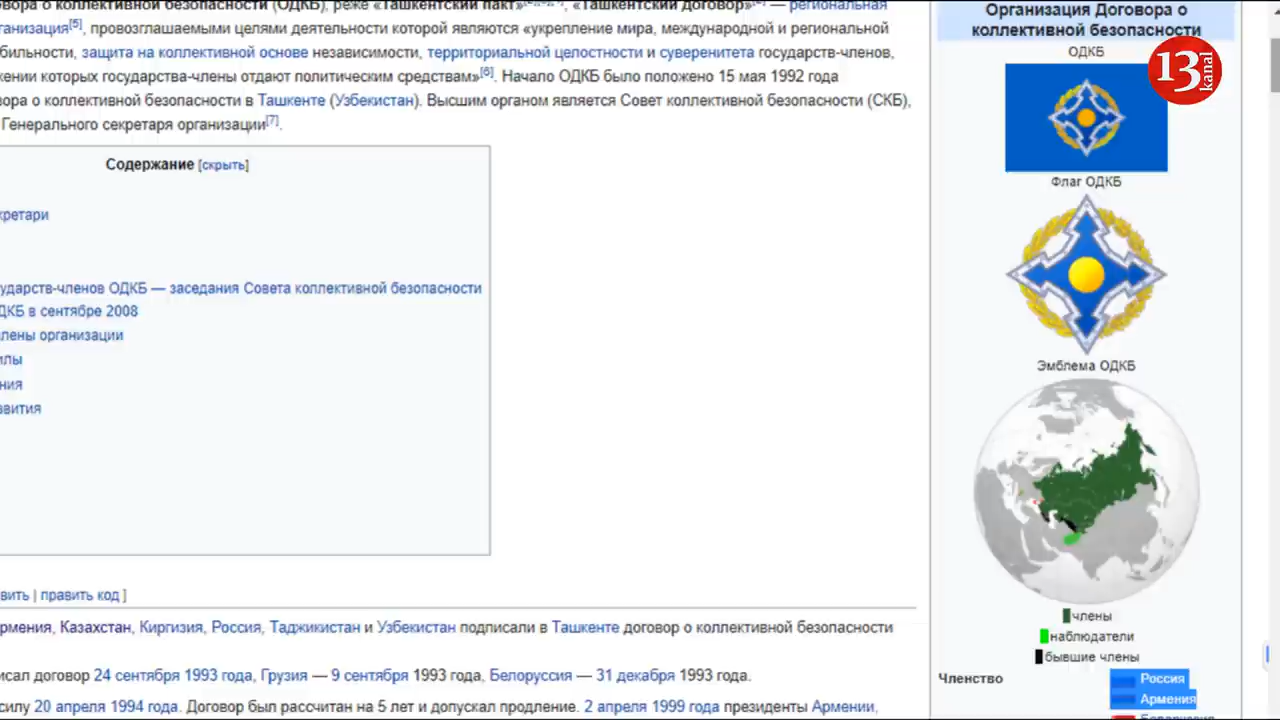 вора о коллективной безопасности (ОДКБ), реже «Ташкентский пакт», «Ташкентский договор» — региональная
ганизация[5], провозглашаемыми целями деятельности которой являются «укрепление мира, международной и региональной
бильности, защита на коллективной основе независимости, территориальной целостности и суверенитета государств-членов,
жении которых государства-члены отдают политическим средствам»[6]. Начало ОДКБ было положено 15 мая 1992 года
вора о коллективной безопасности в Ташкенте (Узбекистан). Высшим органом является Совет коллективной безопасности (СКБ),
Генерального секретаря организации[7].
Содержание [скрыть]
кретари
ударств-членов ОДКБ — заседания Совета коллективной безопасности
ДКБ в сентябре 2008
лены организации
илы
ния
звития
вить | править код ]
рмения, Казахстан, Киргизия, Россия, Таджикистан и Узбекистан подписали в Ташкенте договор о коллективной безопасности
исал договор 24 сентября 1993 года, Грузия — 9 сентября 1993 года, Белоруссия — 31 декабря 1993 года.
силу 20 апреля 1994 года. Договор был рассчитан на 5 лет и допускал продление. 2 апреля 1999 года президенты Армении,
Организация Договора о
коллективной безопасности
ОДКБ
13 kanal
Флаг ОДКБ
Эмблема ОДКБ
члены
наблюдатели
бывшие члены
Членство
Россия
Армения